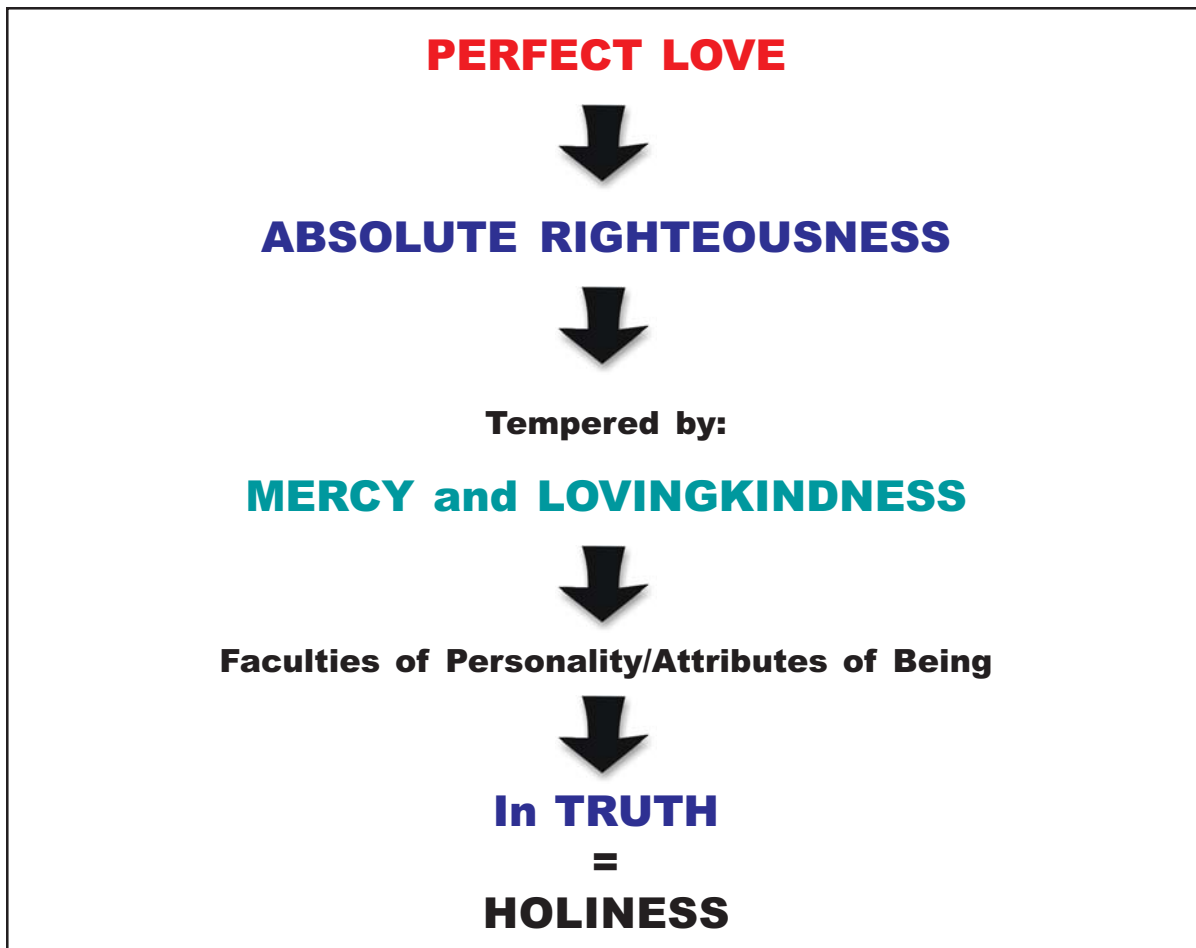 PERFECT LOVE
ABSOLUTE RIGHTEOUSNESS
Tempered by:
MERCY and LOVINGKINDNESS
Faculties of Personality/Attributes of Being
In TRUTH
=
HOLINESS